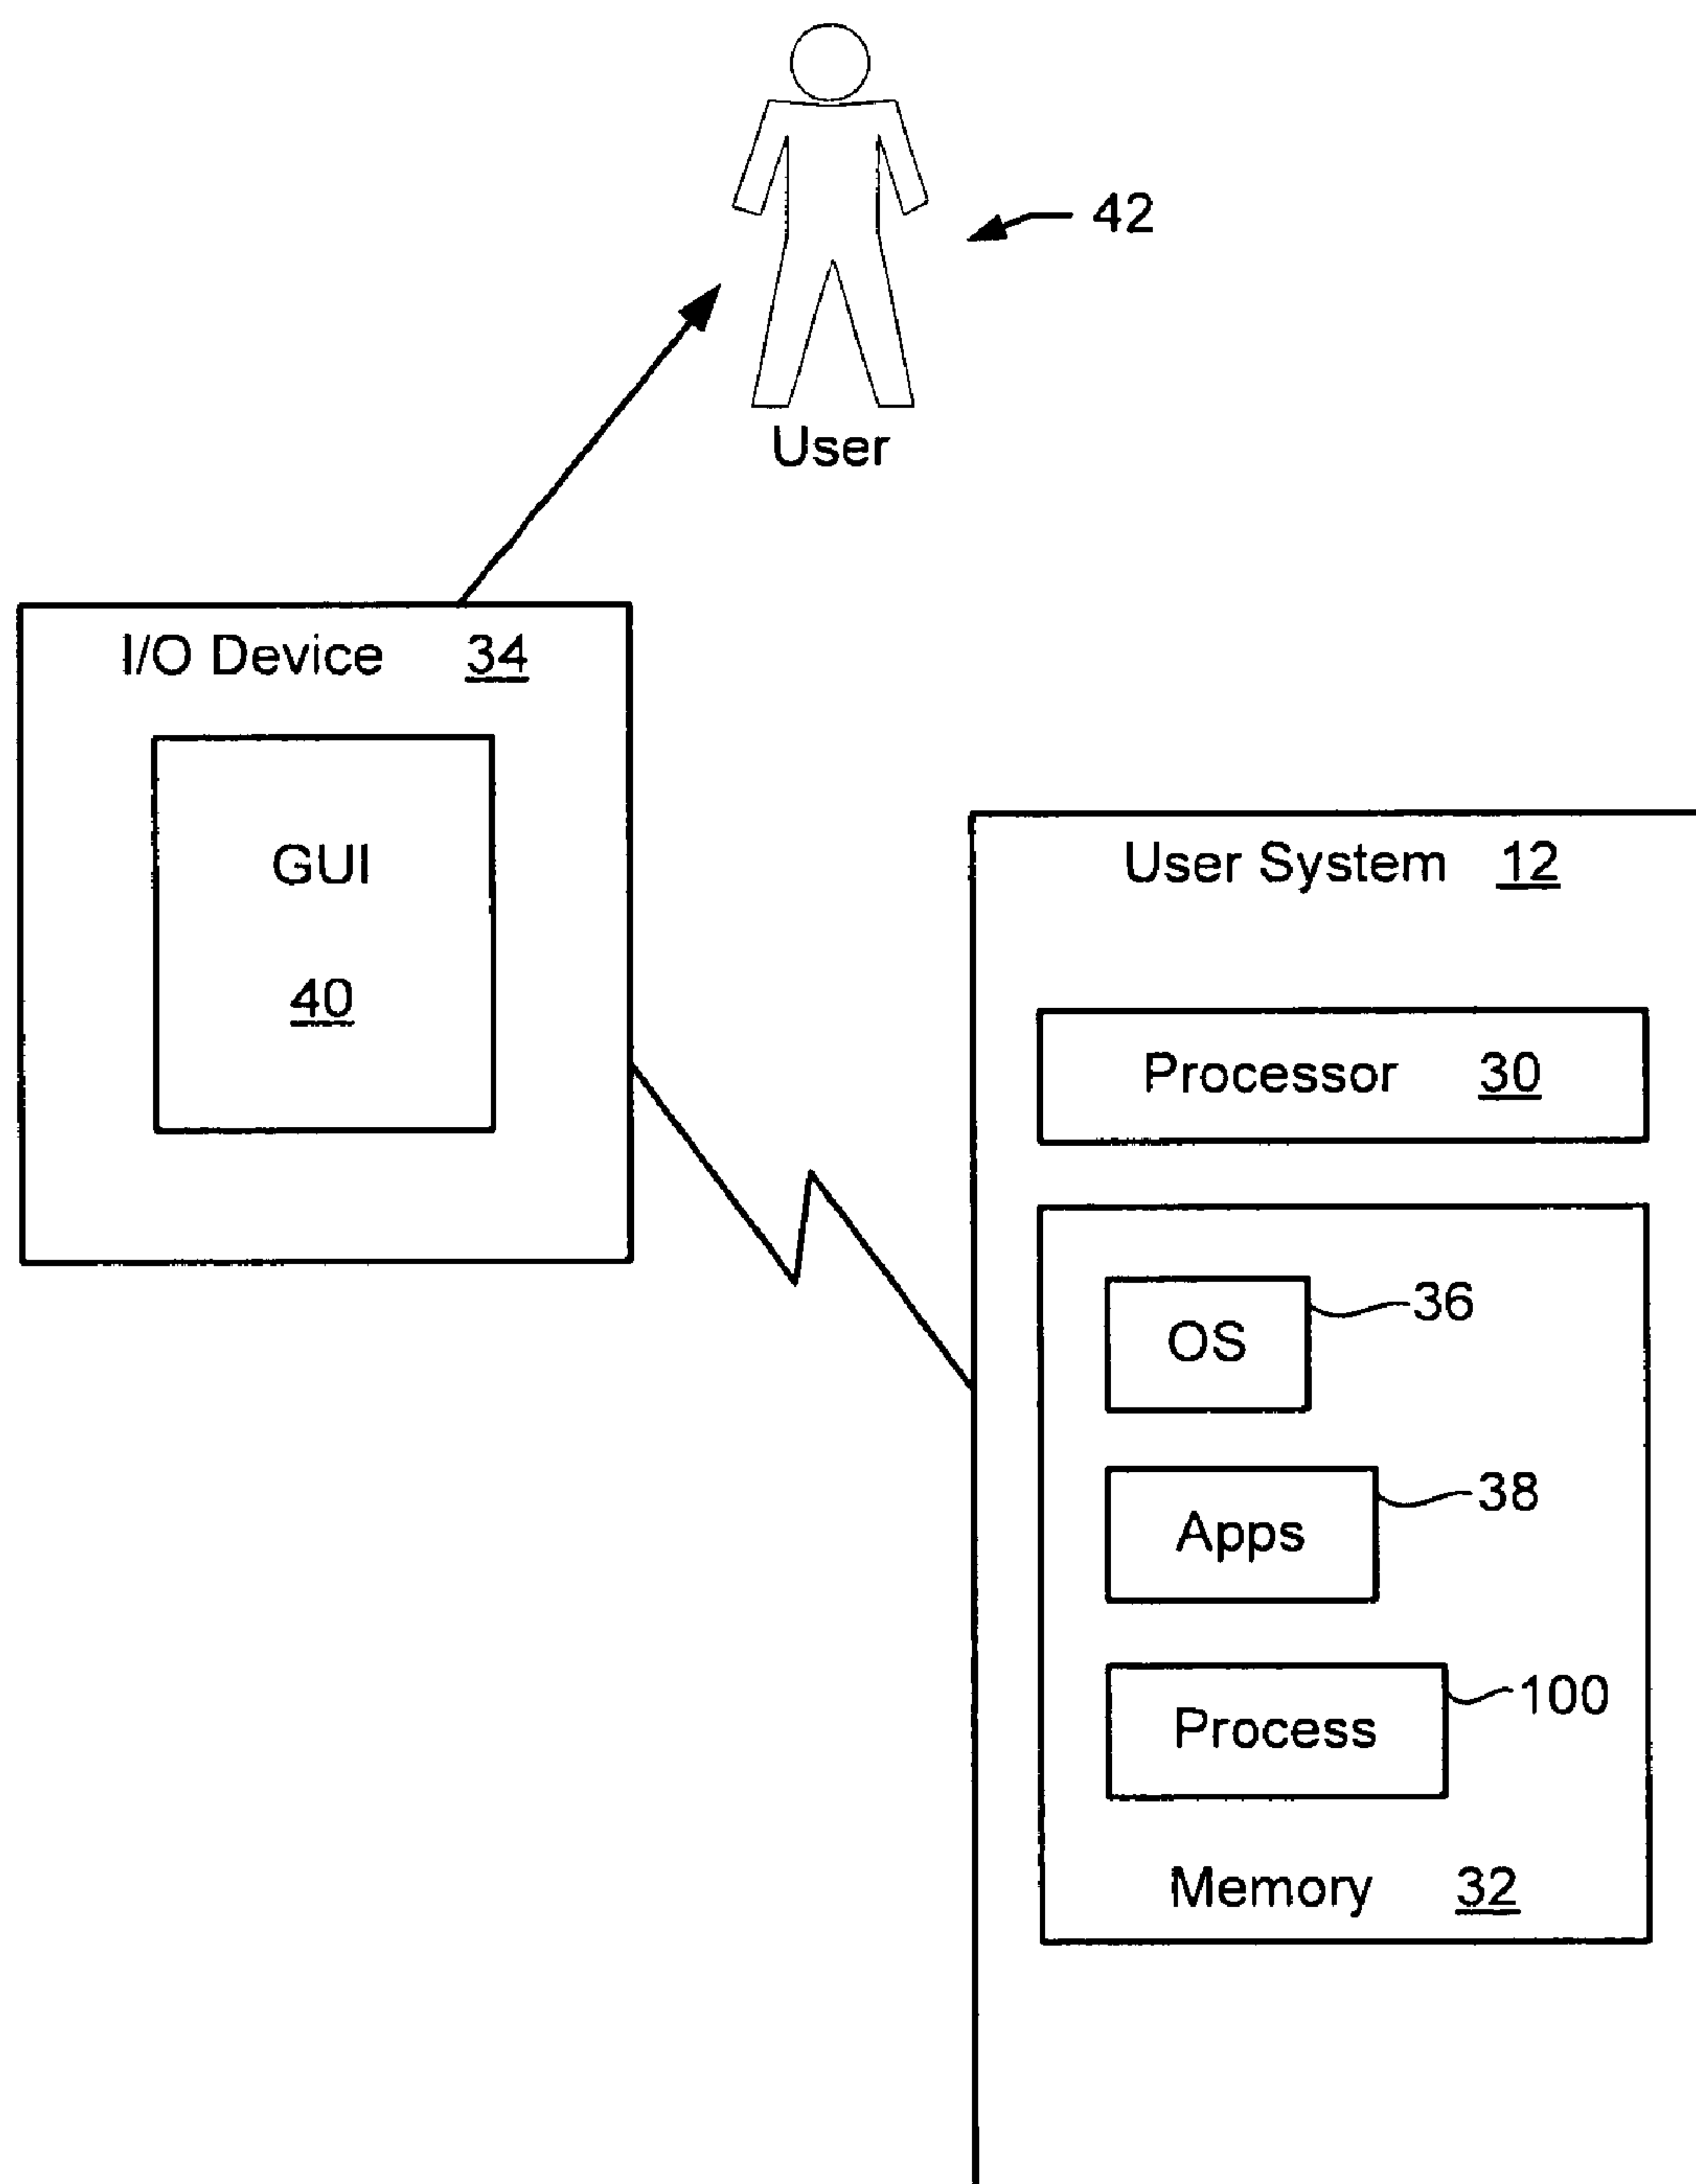 42
User
I/O Device 34
GUI
40
User System 12
Processor 30
OS
36
Apps
38
Process
100
Memory 32